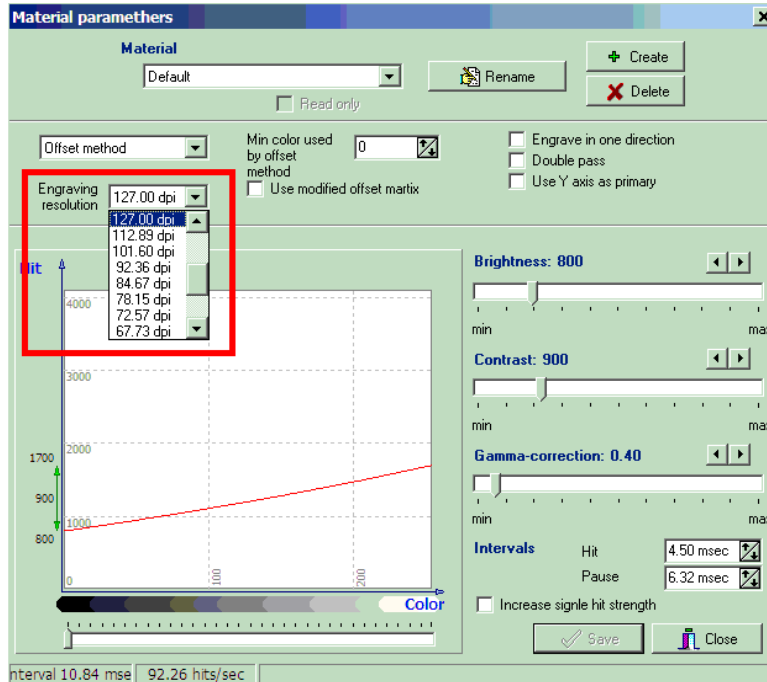 Material paramethers
Material
Default
Rename
Create
Delete
Read only
Offset method
Min color used
by offset
method
0
Use modified offset martix
Engrave in one direction
Double pass
Use Y axis as primary
Engraving
resolution
127.00 dpi
127.00 dpi
112.89 dpi
101.60 dpi
92.36 dpi
84.67 dpi
78.15 dpi
72.57 dpi
67.73 dpi
Hit
4000
3000
2000
1000
0
100
200
1700
900
800
Color
Brightness: 800
min
max
Contrast: 900
min
max
Gamma-correction: 0.40
min
max
Intervals
Hit
4.50 msec
Pause
6.32 msec
Increase signle hit strength
Save
Close
nterval 10.84 mse
92.26 hits/sec